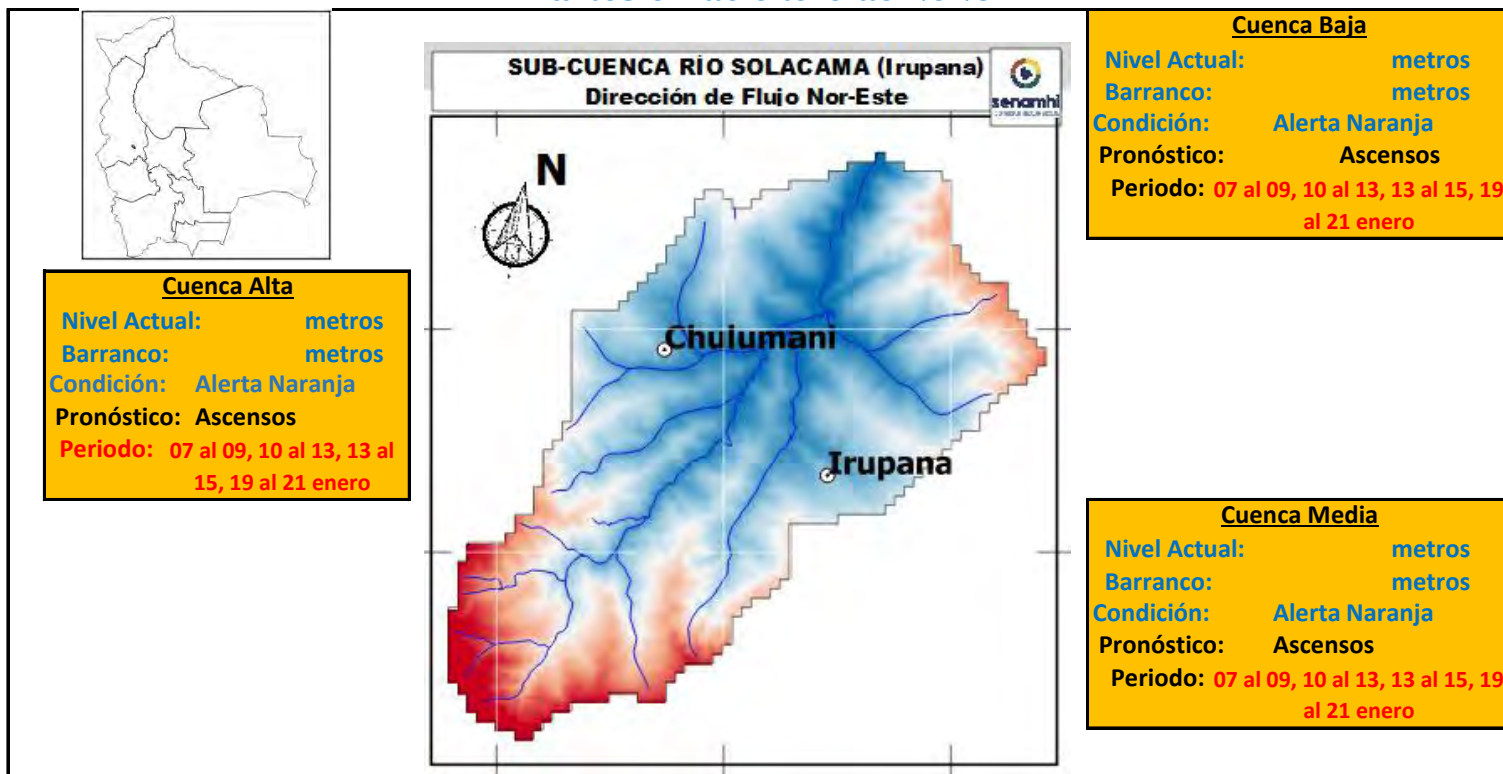 SUB-CUENCA RÍO SOLACAMA (Irupana)
Dirección de Flujo Nor-Este
senamhi
N
Chulumani
Irupana
Cuenca Alta
Nivel Actual: metros
Barranco: metros
Condición: Alerta Naranja
Pronóstico: Ascensos
Periodo: 07 al 09, 10 al 13, 13 al
15, 19 al 21 enero
Cuenca Baja
Nivel Actual: metros
Barranco: metros
Condición: Alerta Naranja
Pronóstico: Ascensos
Periodo: 07 al 09, 10 al 13, 13 al 15, 19
al 21 enero
Cuenca Media
Nivel Actual: metros
Barranco: metros
Condición: Alerta Naranja
Pronóstico: Ascensos
Periodo: 07 al 09, 10 al 13, 13 al 15, 19
al 21 enero